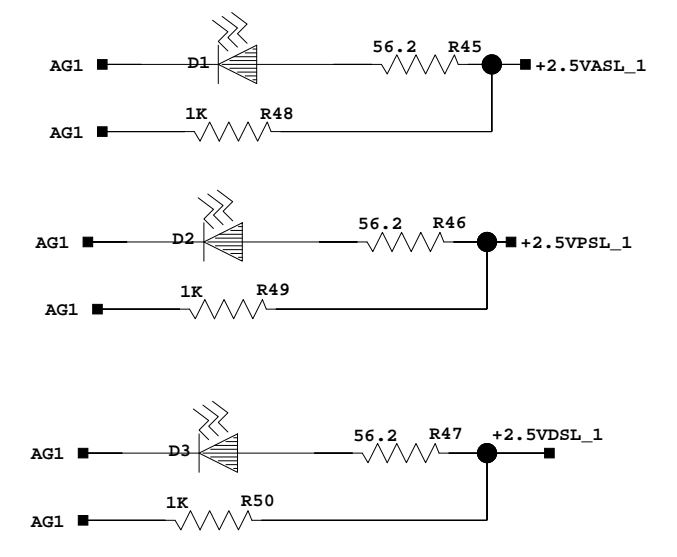 56.2 R45
AG1 D1 +2.5VASL_1
1K R48
AG1
56.2 R46
AG1 D2 +2.5VPSL_1
1K R49
AG1
56.2 R47 +2.5VDSL_1
AG1 D3
1K R50
AG1